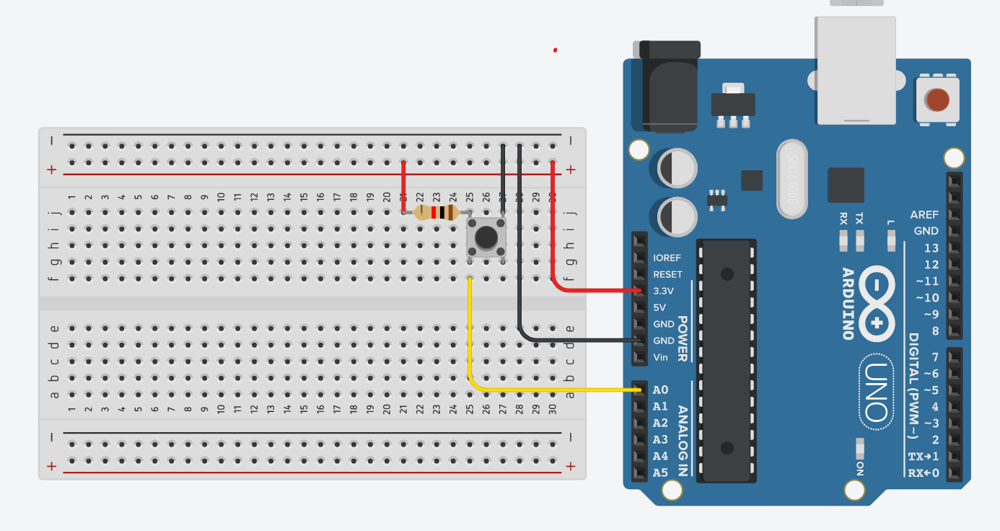 − −
+ +
1 2 3 4 5 6 7 8 9 10 11 12 13 14 15 16 17 18 19 20 21 22 23 24 25 26 27 28 29 30
j j
i i
h h
g g
f f
e e
d d
c c
b b
a a
1 2 3 4 5 6 7 8 9 10 11 12 13 14 15 16 17 18 19 20 21 22 23 24 25 26 27 28 29 30
− −
+ +
SPK16.000G
RX TX L
IOREF
RESET
3.3V
5V
GND
GND
Vin
POWER
A0
A1
A2
A3
A4
A5
ANALOG IN
ARDUINO
UNO
ON
AREF
GND
13
12
~11
~10
~9
8
7
~6
~5
4
~3
2
TX→1
RX←0
DIGITAL (PWM~)